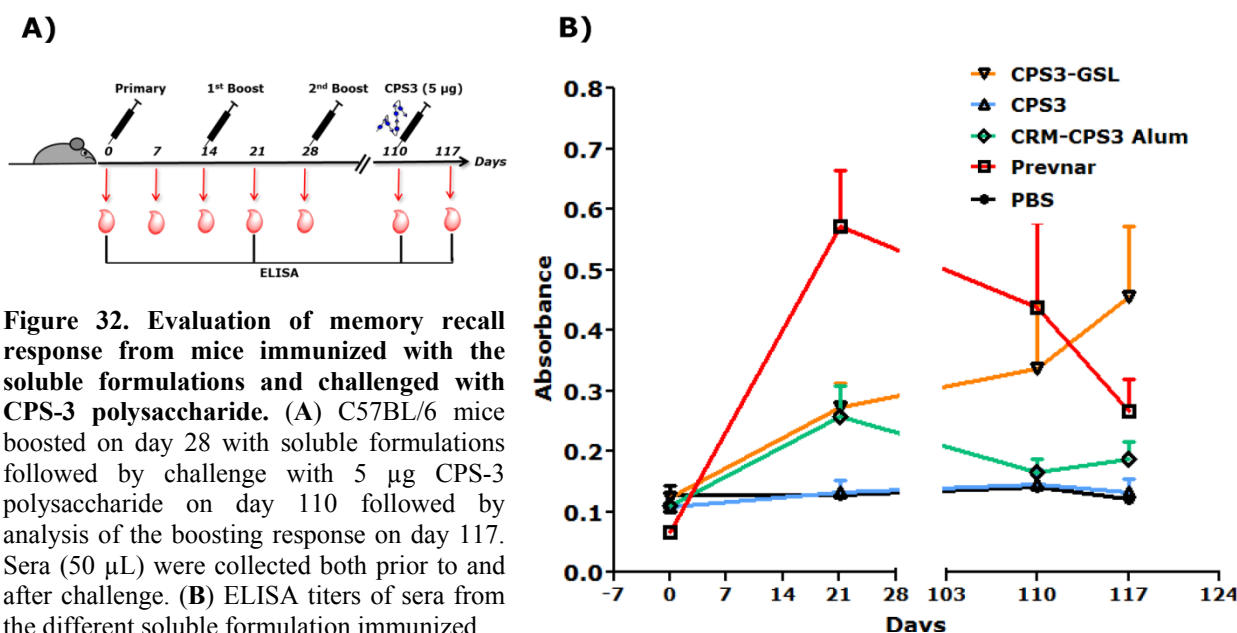 A)
Primary 1st Boost 2nd Boost CPS3 (5 µg)
0 7 14 21 28 110 117 Days
ELISA
Figure 32. Evaluation of memory recall
response from mice immunized with the
soluble formulations and challenged with
CPS-3 polysaccharide. (A) C57BL/6 mice
boosted on day 28 with soluble formulations
followed by challenge with 5 µg CPS-3
polysaccharide on day 110 followed by
analysis of the boosting response on day 117.
Sera (50 µL) were collected both prior to and
after challenge. (B) ELISA titers of sera from
the different soluble formulation immunized
B)
CPS3-GSL
CPS3
CRM-CPS3 Alum
Prevnar
PBS
Absorbance
0.8
0.7
0.6
0.5
0.4
0.3
0.2
0.1
0.0
-7 0 7 14 21 28 103 110 117 124
Days